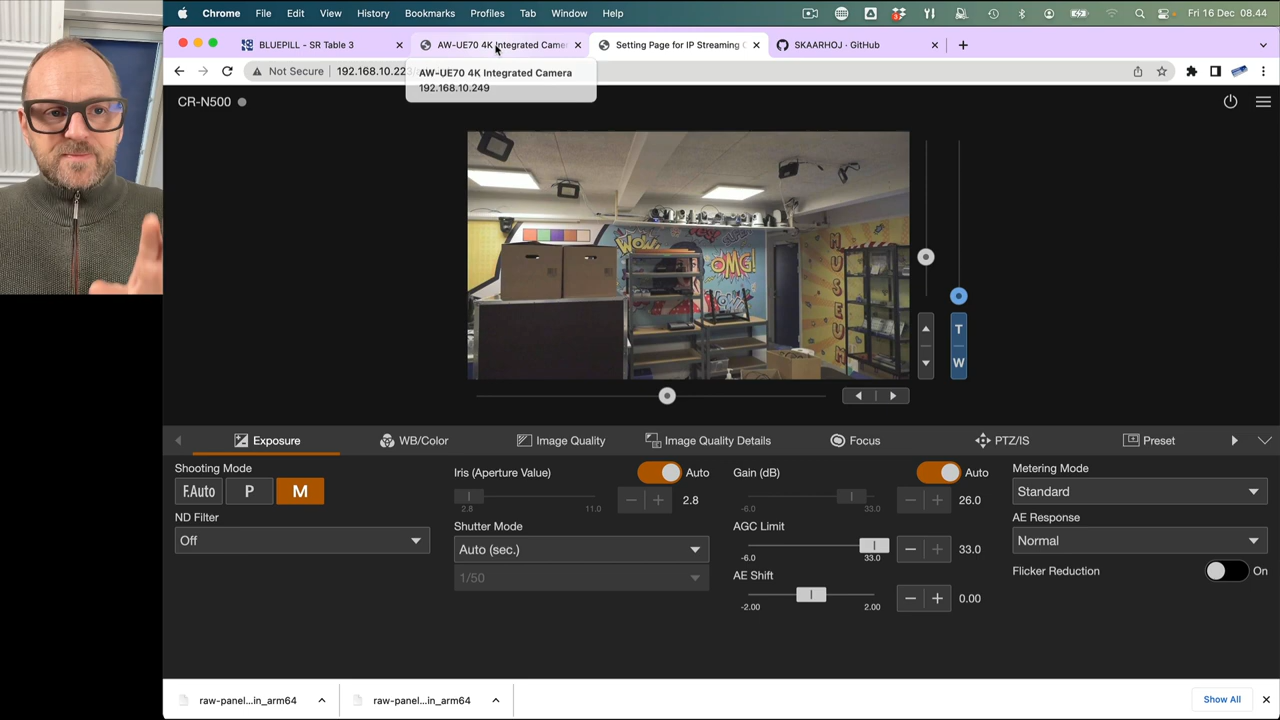 Chrome File Edit View History Bookmarks Profiles Tab Window Help Fri 16 Dec 08.44
BLUEPILL - SR Table 3 AW-UE70 4K Integrated Camer Setting Page for IP Streaming C SKAARHOJ · GitHub
Not Secure 192.168.10.223
AW-UE70 4K Integrated Camera
192.168.10.249
CR-N500
WOW!
OMG!
MUSEUM
T
W
Exposure WB/Color Image Quality Image Quality Details Focus PTZ/IS Preset
Shooting Mode
F.Auto P M
ND Filter
Off
Iris (Aperture Value) Auto
2.8
2.8 11.0
Shutter Mode
Auto (sec.)
1/50
Gain (dB) Auto
26.0
-6.0 33.0
AGC Limit
33.0
-6.0 33.0
AE Shift
0.00
-2.00 2.00
Metering Mode
Standard
AE Response
Normal
Flicker Reduction On
raw-panel...in_arm64 raw-panel...in_arm64 Show All